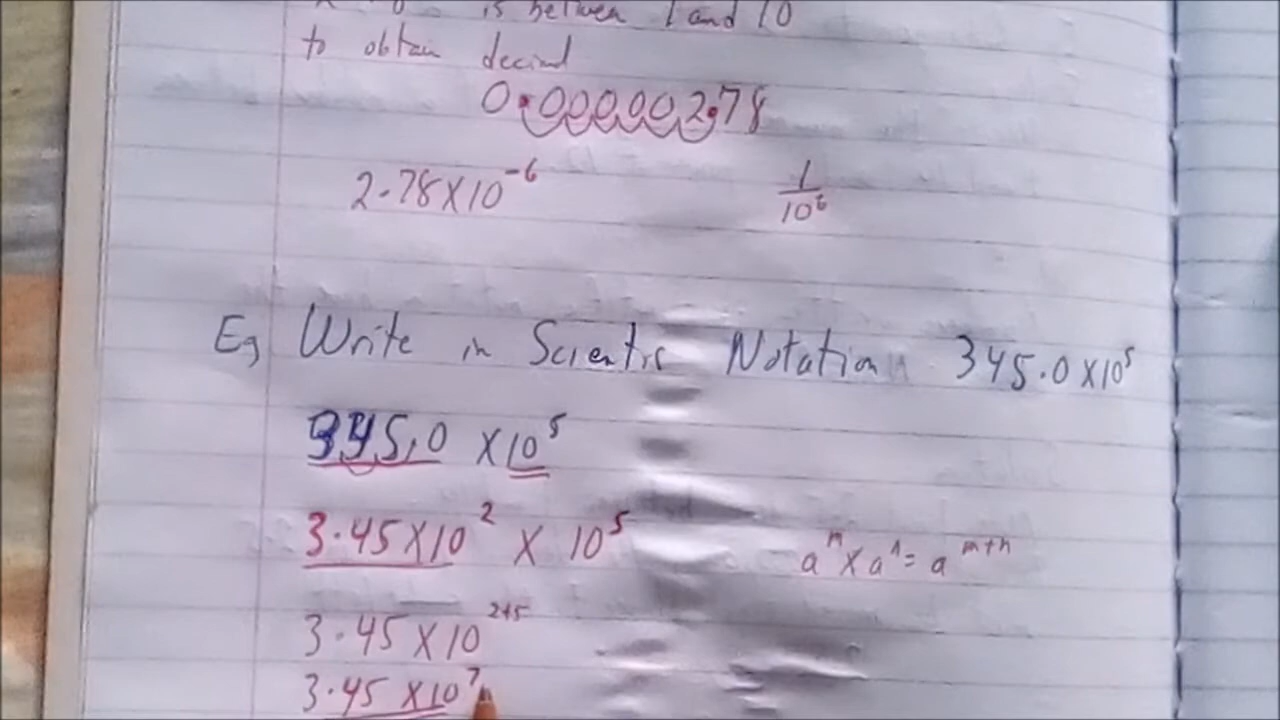 is between 1 and 10
to obtain decimal
0.00000278
2.78 x 10^-6
1/10^6
Eg Write in Scientic Notation 345.0 x 10^5
345.0 x 10^5
3.45 x 10^2 x 10^5
a^m x a^n = a^m+n
3.45 x 10^2+5
3.45 x 10^7